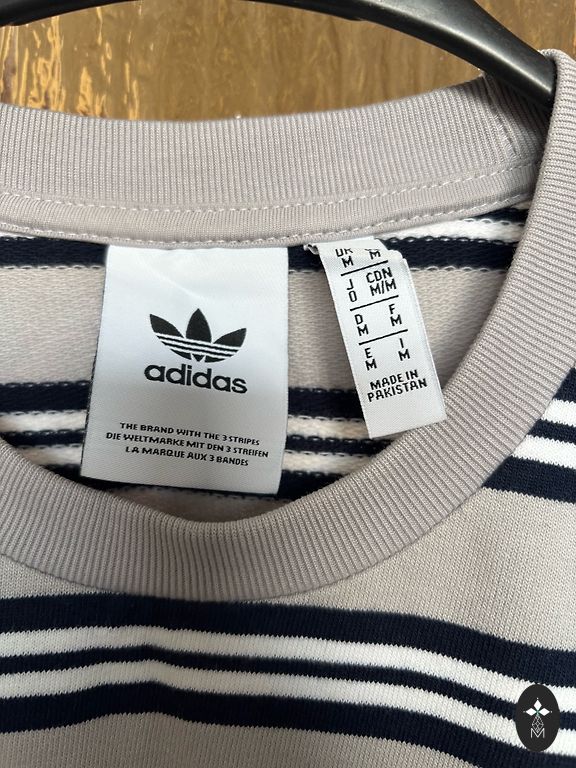 adidas
THE BRAND WITH THE 3 STRIPES
DIE WELTMARKE MIT DEN 3 STREIFEN
LA MARQUE AUX 3 BANDES
UK
M M
J CDN
O M/M
D F
M M
E I
M M
MADE IN
PAKISTAN
M